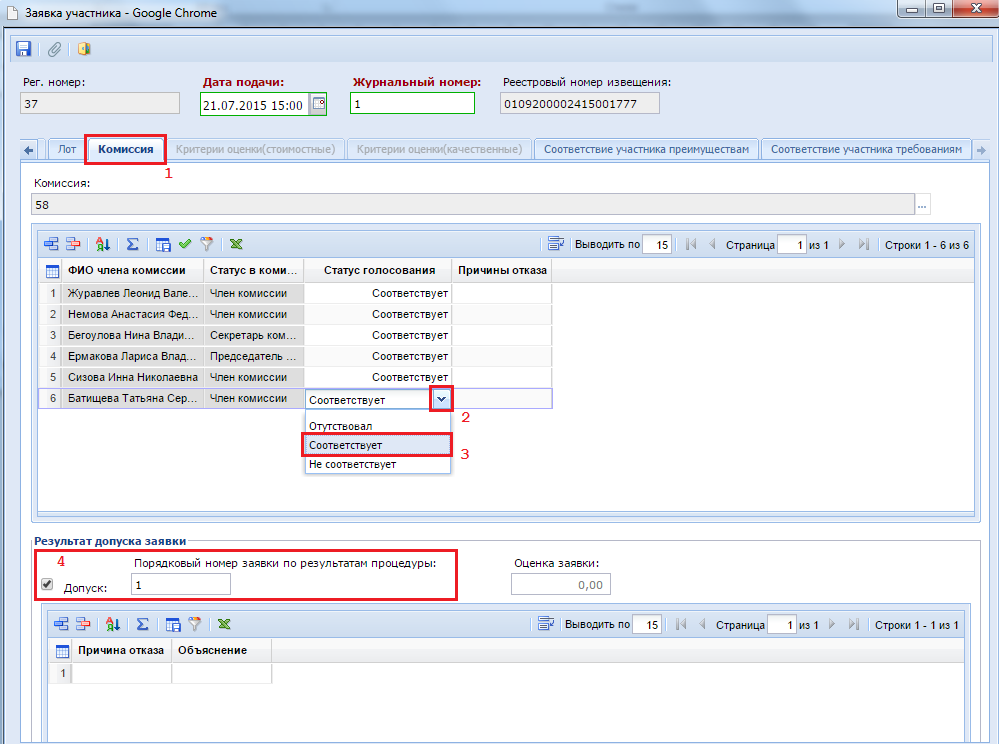 Заявка участника - Google Chrome
Рег. номер: Дата подачи: Журнальный номер: Реестровый номер извещения:
37 21.07.2015 15:00 1 0109200002415001777
Лот Комиссия Критерии оценки(стоимостные) Критерии оценки(качественные) Соответствие участника преимуществам Соответствие участника требованиям
1
Комиссия:
58 ...
Выводить по 15 Страница 1 из 1 Строки 1 - 6 из 6
ФИО члена комиссии Статус в коми... Статус голосования Причины отказа
1 Журавлев Леонид Вале... Член комиссии Соответствует
2 Немова Анастасия Фед... Член комиссии Соответствует
3 Бегоулова Нина Влади... Секретарь ком... Соответствует
4 Ермакова Лариса Влад... Председатель ... Соответствует
5 Сизова Инна Николаевна Член комиссии Соответствует
6 Батищева Татьяна Сер... Член комиссии Соответствует
2
Отутствовал
Соответствует 3
Не соответствует
Результат допуска заявки
4 Порядковый номер заявки по результатам процедуры: Оценка заявки:
Допуск: 1 0,00
Выводить по 15 Страница 1 из 1 Строки 1 - 1 из 1
Причина отказа Объяснение
1